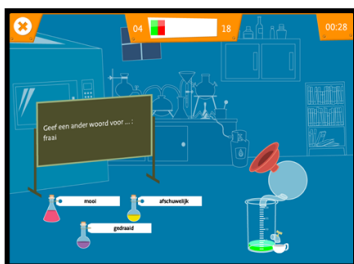 04
18
00:28
Geef een ander woord voor ... :
fraai
mooi
afschuwelijk
gedraaid